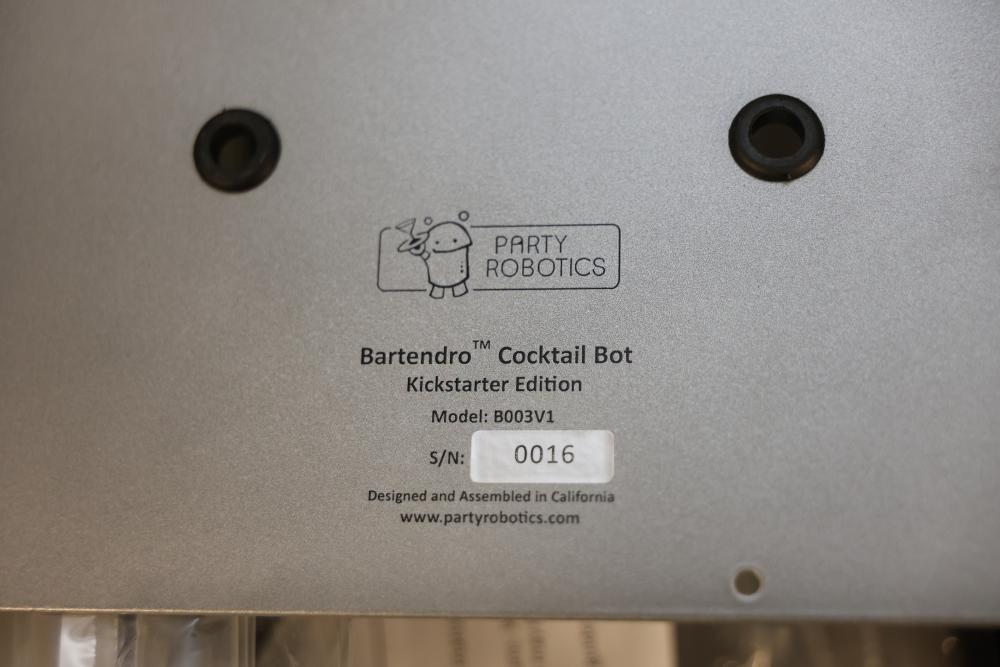 PARTY
ROBOTICS
Bartendro™ Cocktail Bot
Kickstarter Edition
Model: B003V1
S/N: 0016
Designed and Assembled in California
www.partyrobotics.com